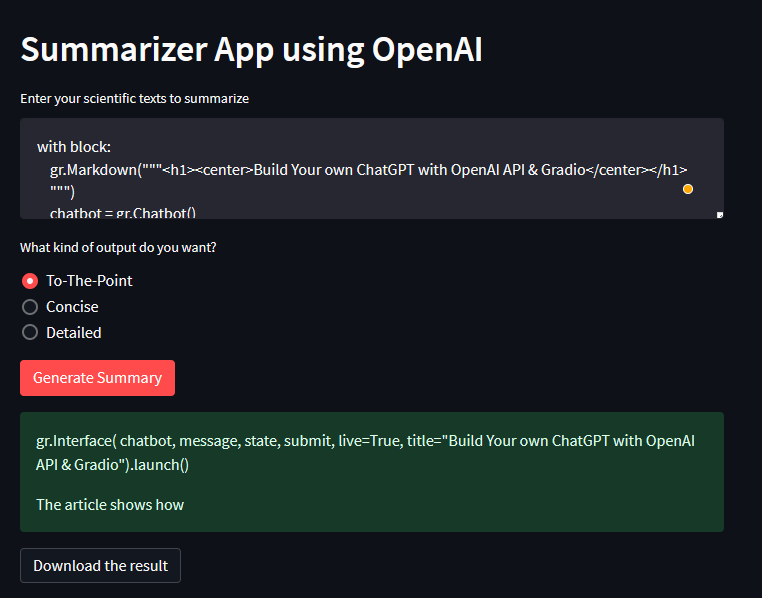 Summarizer App using OpenAI
Enter your scientific texts to summarize
with block:
gr.Markdown("""<h1><center>Build Your own ChatGPT with OpenAI API & Gradio</center></h1>
""")
chatbot = gr.Chatbot()
What kind of output do you want?
To-The-Point
Concise
Detailed
Generate Summary
gr.Interface( chatbot, message, state, submit, live=True, title="Build Your own ChatGPT with OpenAI
API & Gradio").launch()
The article shows how
Download the result